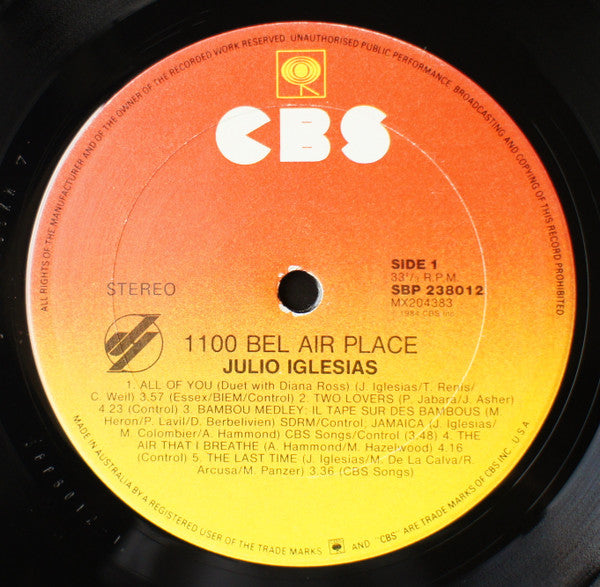 ALL RIGHTS OF THE MANUFACTURER AND OF THE OWNER OF THE RECORDED WORK RESERVED. UNAUTHORISED PUBLIC PERFORMANCE, BROADCASTING AND COPYING OF THIS RECORD PROHIBITED
CBS
STEREO
SIDE 1
33⅓ R.P.M.
SBP 238012
MX204383
℗ 1984 CBS Inc.
1100 BEL AIR PLACE
JULIO IGLESIAS
1. ALL OF YOU (Duet with Diana Ross) (J. Iglesias/T. Renis/
C. Weil) 3.57 (Essex/BIEM/Control) 2. TWO LOVERS (P. Jabara/J. Asher)
4.23 (Control) 3. BAMBOU MEDLEY: IL TAPE SUR DES BAMBOUS (M.
Heron/P. Lavil/D. Berbelivien) SDRM/Control; JAMAICA (J. Iglesias/
M. Colombier/A. Hammond) CBS Songs/Control (3.48) 4. THE
AIR THAT I BREATHE (A. Hammond/M. Hazelwood) 4.16
(Control) 5. THE LAST TIME (J. Iglesias/M. De La Calva/R.
Arcusa/M. Panzer) 3.36 (CBS Songs)
MADE IN AUSTRALIA BY A REGISTERED USER OF THE TRADE MARKS AND "CBS" ARE TRADE MARKS OF CBS INC. U.S.A.